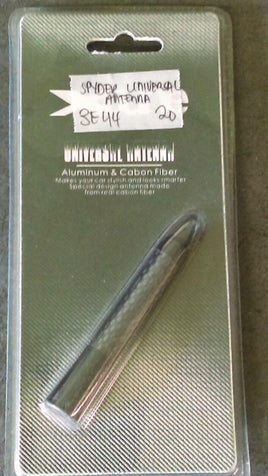 SPYDER UNIVERSAL
ANTENNA
SE44 20
UNIVERSAL ANTENNA
Aluminum & Cabon Fiber
Makes your car stylish and looks smarter
Special design antenna made
from real cabon fiber